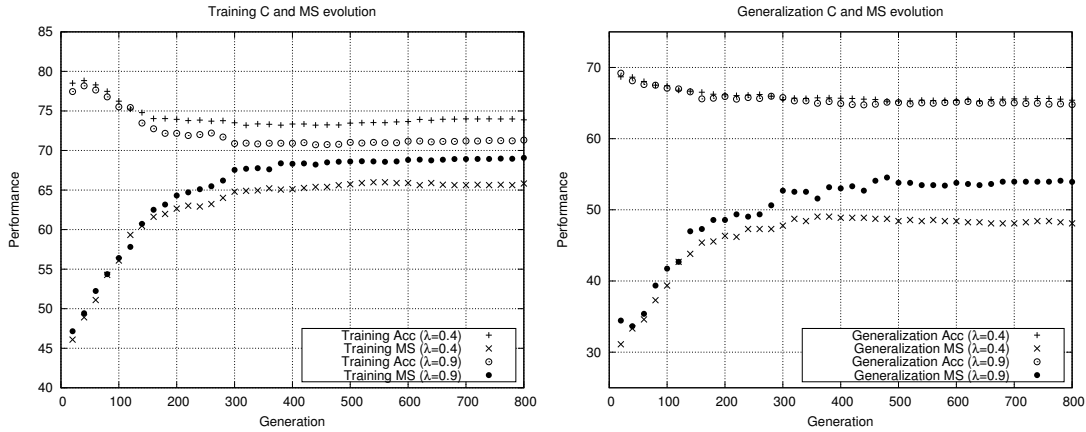 Training C and MS evolution
Performance
85
80
75
70
65
60
55
50
45
40
Training Acc (λ=0.4)
Training MS (λ=0.4)
Training Acc (λ=0.9)
Training MS (λ=0.9)
0 100 200 300 400 500 600 700 800
Generation
Generalization C and MS evolution
Performance
70
60
50
40
30
Generalization Acc (λ=0.4)
Generalization MS (λ=0.4)
Generalization Acc (λ=0.9)
Generalization MS (λ=0.9)
0 100 200 300 400 500 600 700 800
Generation